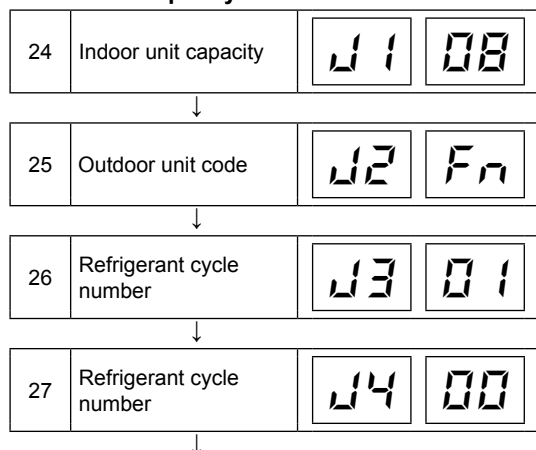 24 Indoor unit capacity J1 08
↓
25 Outdoor unit code J2 Fn
↓
26 Refrigerant cycle
number J3 01
↓
27 Refrigerant cycle
number J4 00
↓